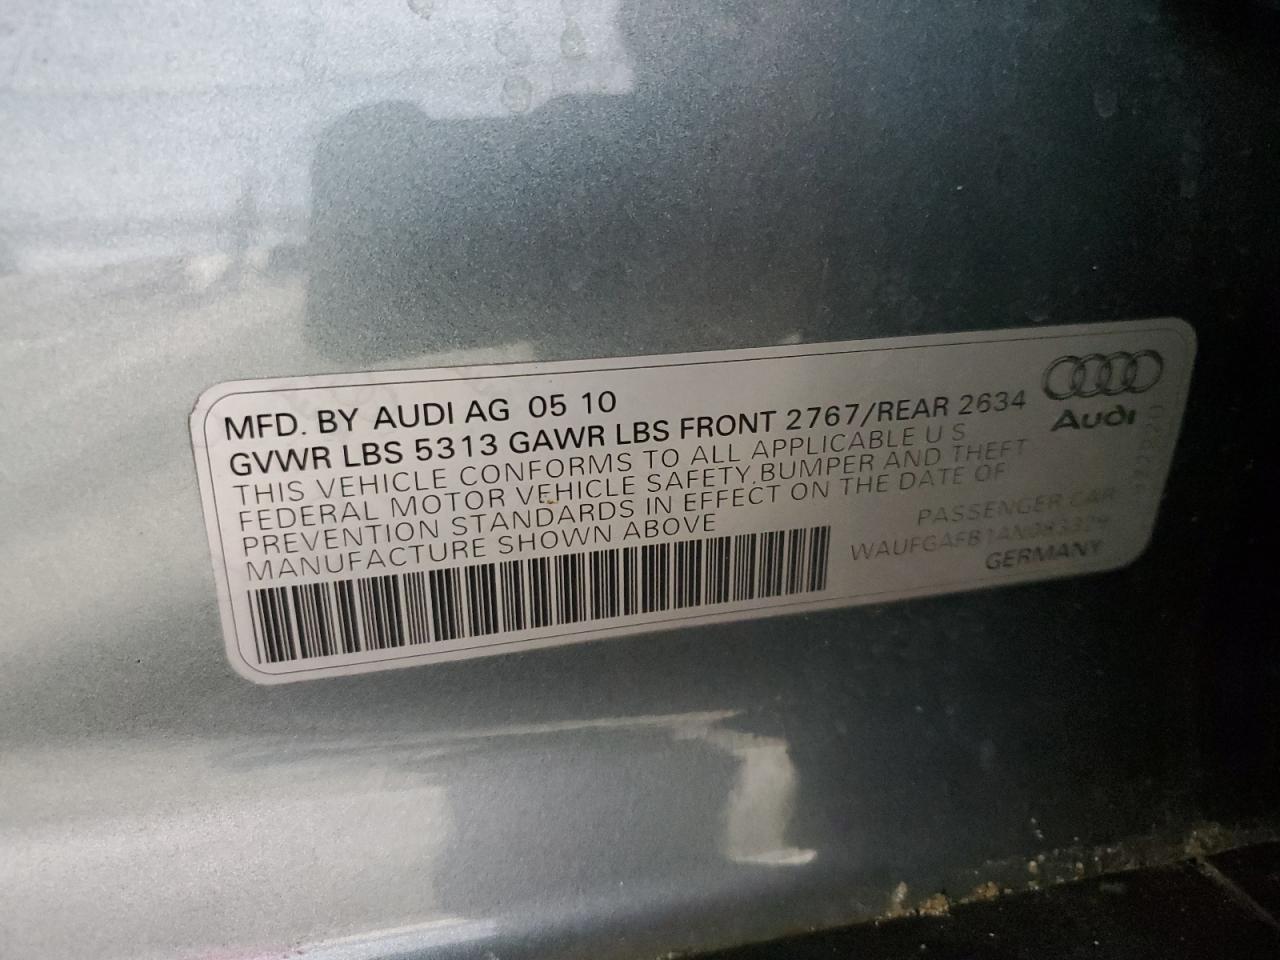 MFD. BY AUDI AG 05 10
GVWR LBS 5313 GAWR LBS FRONT 2767/REAR 2634
THIS VEHICLE CONFORMS TO ALL APPLICABLE U S
FEDERAL MOTOR VEHICLE SAFETY,BUMPER AND THEFT
PREVENTION STANDARDS IN EFFECT ON THE DATE OF
MANUFACTURE SHOWN ABOVE
Audi
PASSENGER CAR
GERMANY